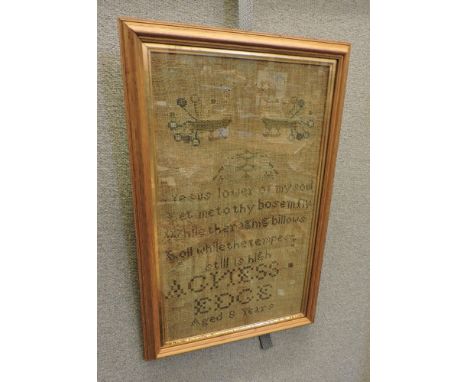 Jesus lover of my soul
Let me to thy bosem fly
While the raging billows
Roll while the tempest
still is high
AGNESS
EDGE
Aged 8 Years